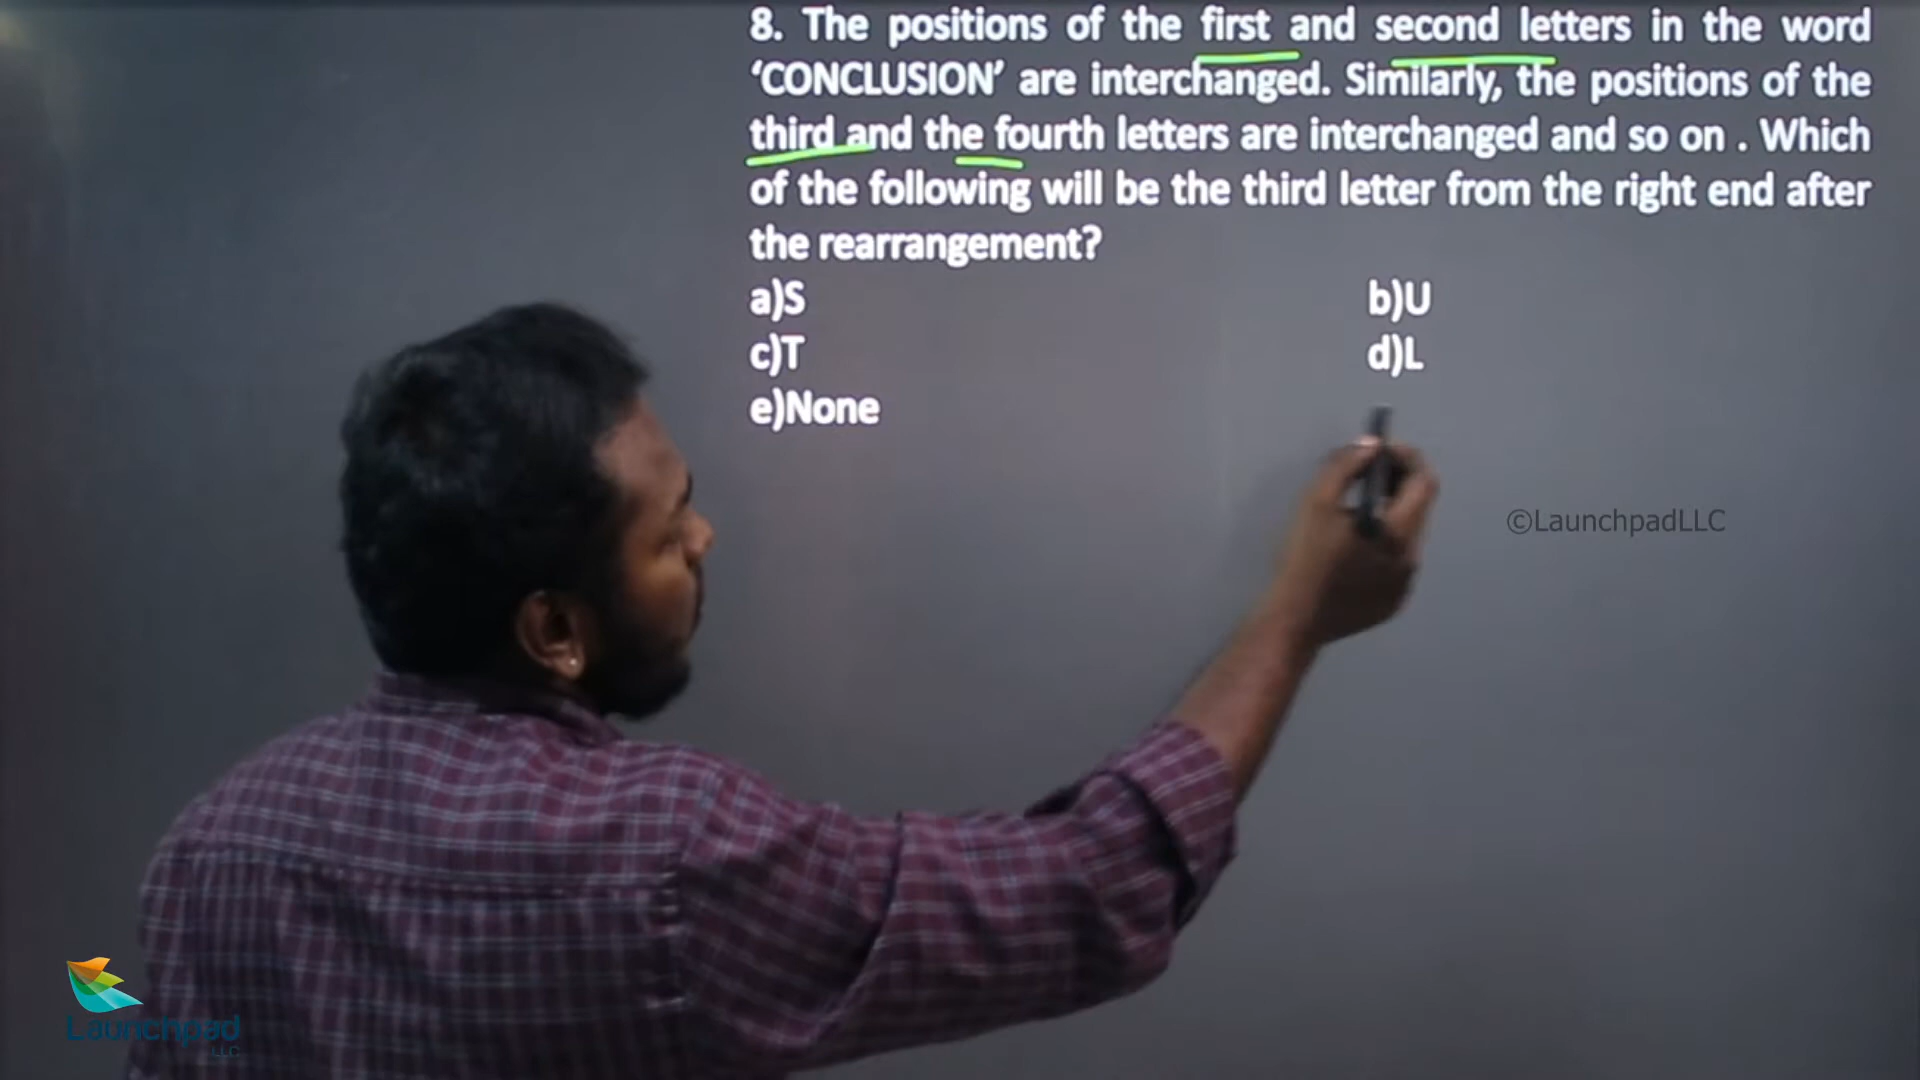 8. The positions of the first and second letters in the word
‘CONCLUSION’ are interchanged. Similarly, the positions of the
third and the fourth letters are interchanged and so on . Which
of the following will be the third letter from the right end after
the rearrangement?
a)S b)U
c)T d)L
e)None
©LaunchpadLLC
Launchpad
LLC